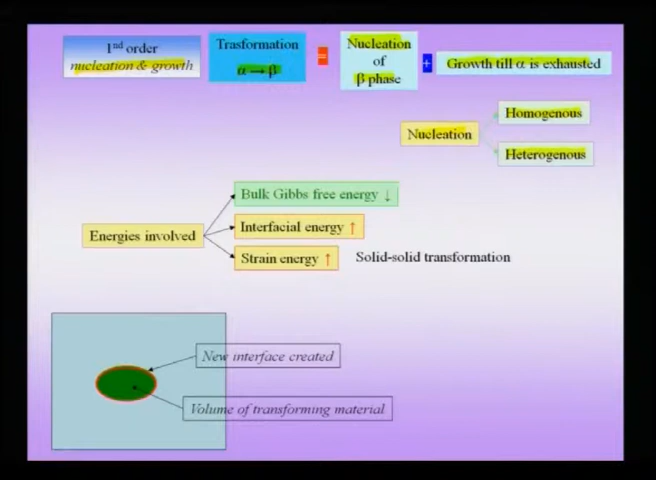 1nd order
nucleation & growth
Trasformation
α → β
=
Nucleation
of
β phase
+
Growth till α is exhausted
Nucleation
Homogenous
Heterogenous
Energies involved
Bulk Gibbs free energy ↓
Interfacial energy ↑
Strain energy ↑
Solid-solid transformation
New interface created
Volume of transforming material